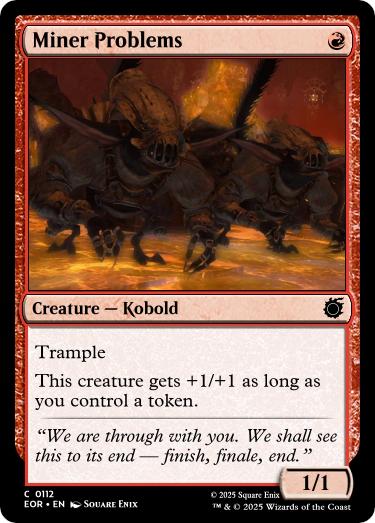 Miner Problems
Creature — Kobold
Trample
This creature gets +1/+1 as long as
you control a token.
“We are through with you. We shall see
this to its end — finish, finale, end.”
1/1
C 0112
EOR • EN SQUARE ENIX
© 2025 Square Enix
™ & © 2025 Wizards of the Coast